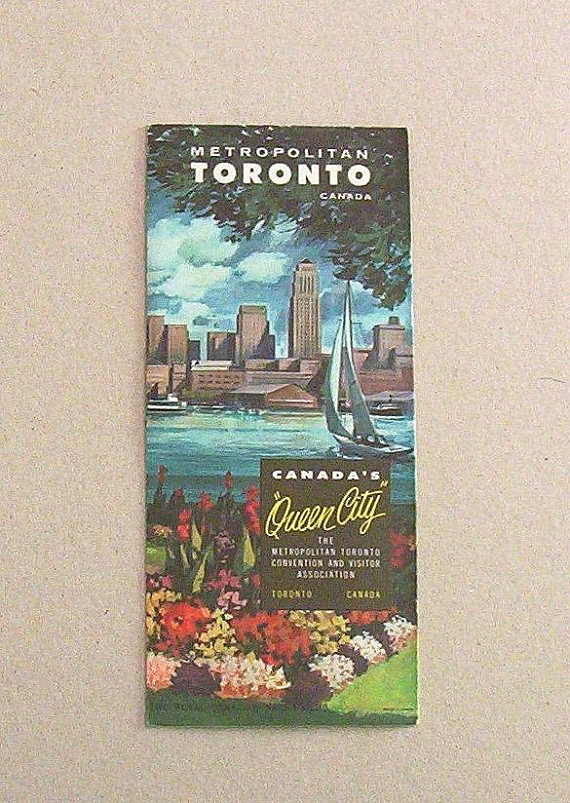 METROPOLITAN
TORONTO
CANADA
CANADA'S
"Queen City"
THE
METROPOLITAN TORONTO
CONVENTION AND VISITOR
ASSOCIATION
TORONTO CANADA